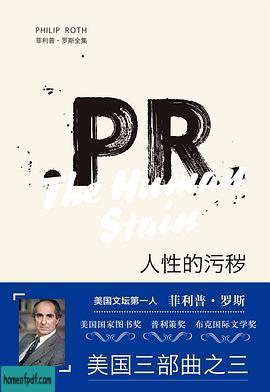 PHILIP ROTH
菲利普·罗斯全集
.PR.
The Human
Stain
人性的污秽
美国文坛第一人 菲利普·罗斯
美国国家图书奖 普利策奖 布克国际文学奖
美国三部曲之三
homeofpdf.com